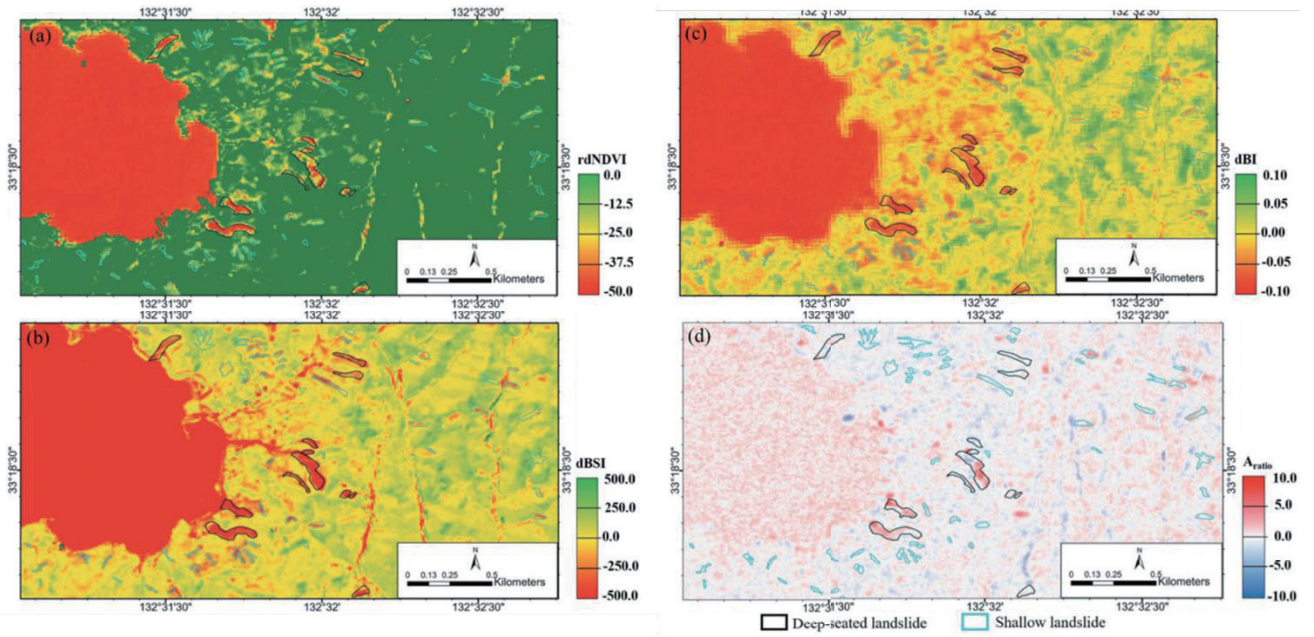 132°31'30" 132°32' 132°32'30"
(a)
33°18'30"
33°18'30"
rdNDVI
0.0
-12.5
-25.0
-37.5
-50.0
N
0 0.13 0.25 0.5
Kilometers
132°31'30" 132°32' 132°32'30"
132°31'30" 132°32' 132°32'30"
(c)
33°18'30"
33°18'30"
dBI
0.10
0.05
0.00
-0.05
-0.10
N
0 0.13 0.25 0.5
Kilometers
132°31'30" 132°32' 132°32'30"
132°31'30" 132°32' 132°32'30"
(b)
33°18'30"
33°18'30"
dBSI
500.0
250.0
0.0
-250.0
-500.0
N
0 0.13 0.25 0.5
Kilometers
132°31'30" 132°32' 132°32'30"
132°31'30" 132°32' 132°32'30"
(d)
33°18'30"
33°18'30"
Aratio
10.0
5.0
0.0
-5.0
-10.0
N
0 0.13 0.25 0.5
Kilometers
132°31'30" 132°32' 132°32'30"
Deep-seated landslide Shallow landslide